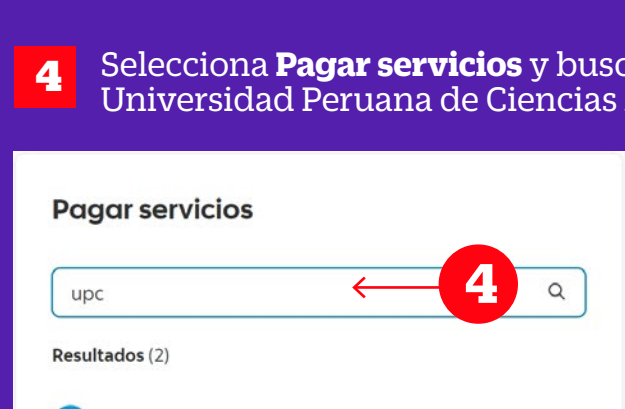 4 Selecciona Pagar servicios y busc
Universidad Peruana de Ciencias
Pagar servicios
upc
4
Resultados (2)